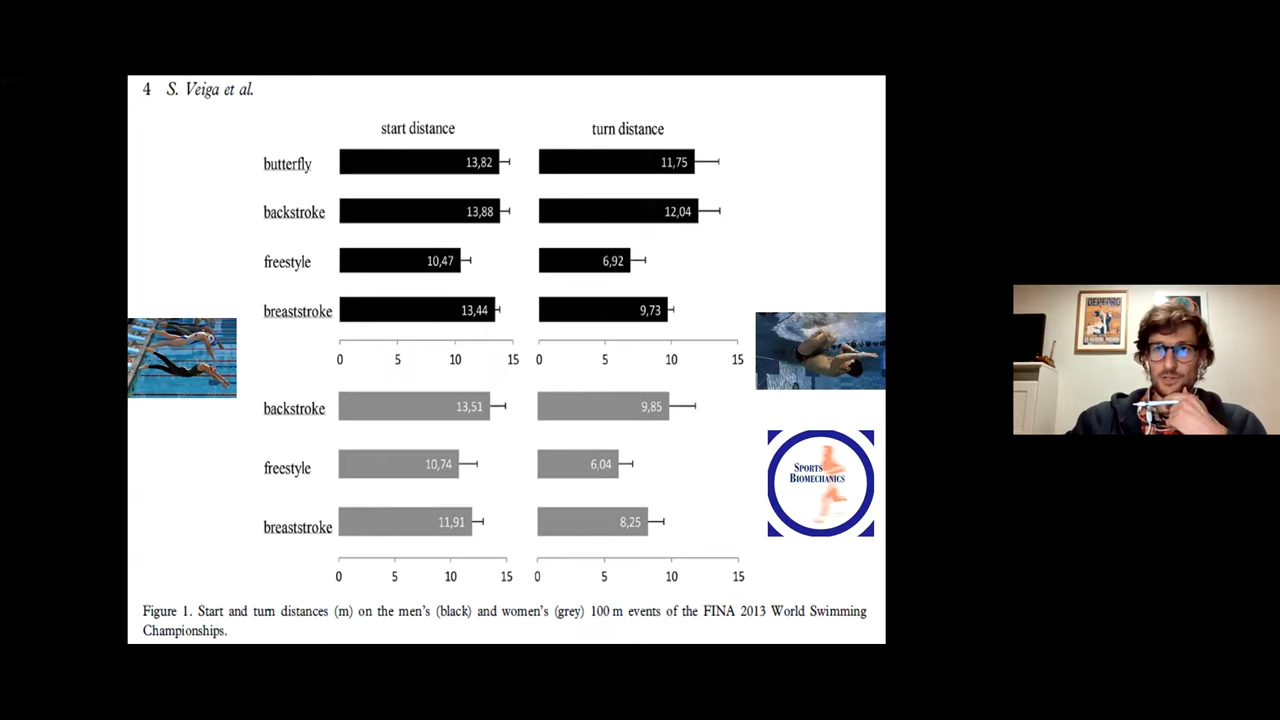 4 S. Veiga et al.
start distance
turn distance
butterfly
13,82
11,75
backstroke
13,88
12,04
freestyle
10,47
6,92
breaststroke
13,44
9,73
0 5 10 15
0 5 10 15
backstroke
13,51
9,85
freestyle
10,74
6,04
breaststroke
11,91
8,25
0 5 10 15
0 5 10 15
SPORTS
BIOMECHANICS
Figure 1. Start and turn distances (m) on the men's (black) and women's (grey) 100 m events of the FINA 2013 World Swimming
Championships.